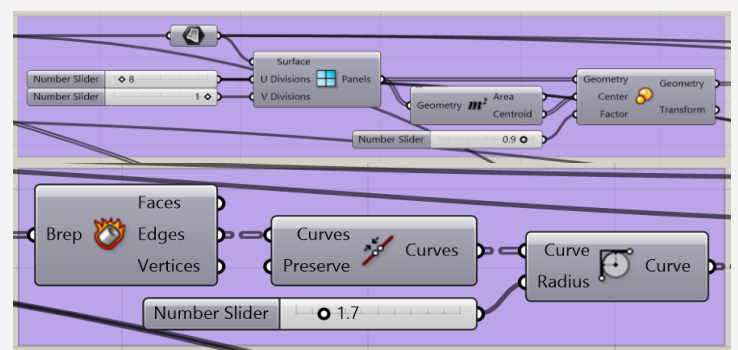 Surface
Number Slider 8 U Divisions Panels
Number Slider 1 V Divisions
Geometry m² Area
Centroid
Geometry Geometry
Center
Factor Transform
Number Slider 0.9
Faces
Brep Edges
Vertices
Curves Curves
Preserve
Curve Curve
Radius
Number Slider 1.7